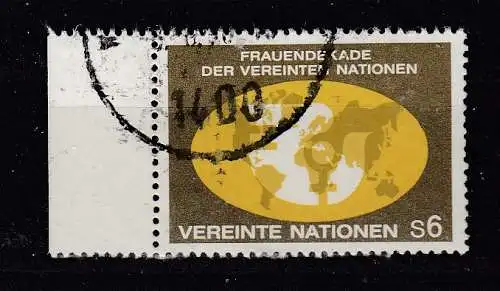 FRAUENDEKADE
DER VEREINTEN NATIONEN
1400
VEREINTE NATIONEN S6